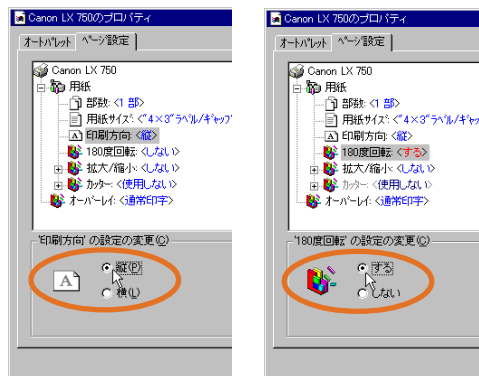 Canon LX 750のプロパティ
オートパレット ページ設定
Canon LX 750
用紙
部数: <1 部>
用紙サイズ: <"4×3"ラベル/ギャップ
印刷方向: <縦>
180度回転: <しない>
拡大/縮小: <しない>
カッター: <使用しない>
オーバーレイ: <通常印字>
'印刷方向' の設定の変更(C)
縦(P)
横(L)
A
Canon LX 750のプロパティ
オートパレット ページ設定
Canon LX 750
用紙
部数: <1 部>
用紙サイズ: <"4×3"ラベル/ギャッ
印刷方向: <縦>
180度回転: <する>
拡大/縮小: <しない>
カッター: <使用しない>
オーバーレイ: <通常印字>
'180度回転' の設定の変更(C)
する
しない